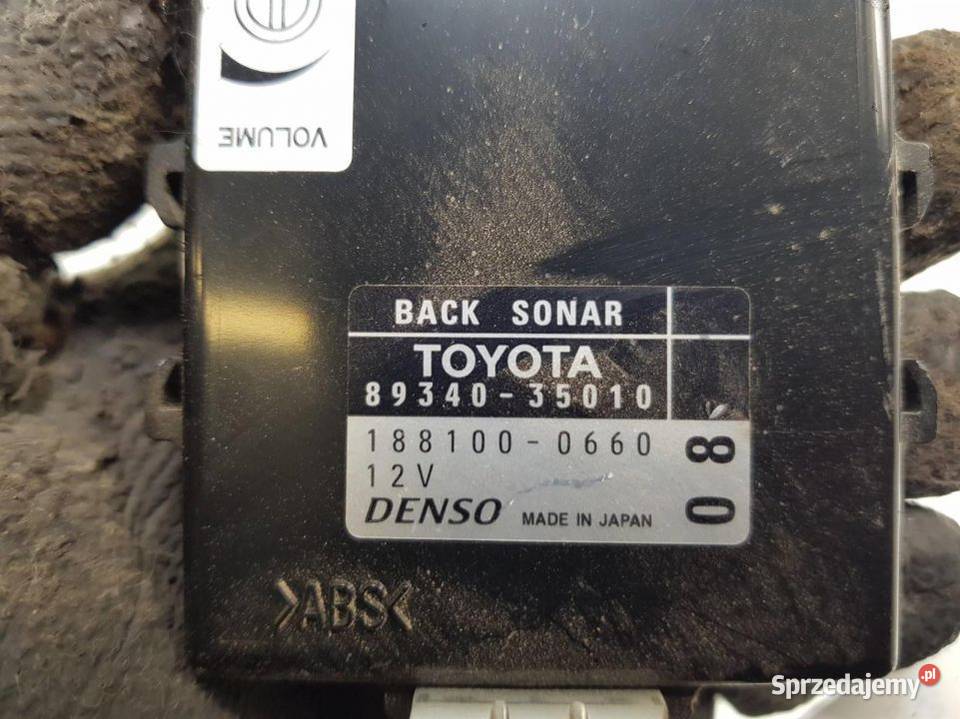 VOLUME
BACK SONAR
TOYOTA
89340-35010
188100-0660
12V
DENSO MADE IN JAPAN
08
>ABS<
Sprzedajemy.pl